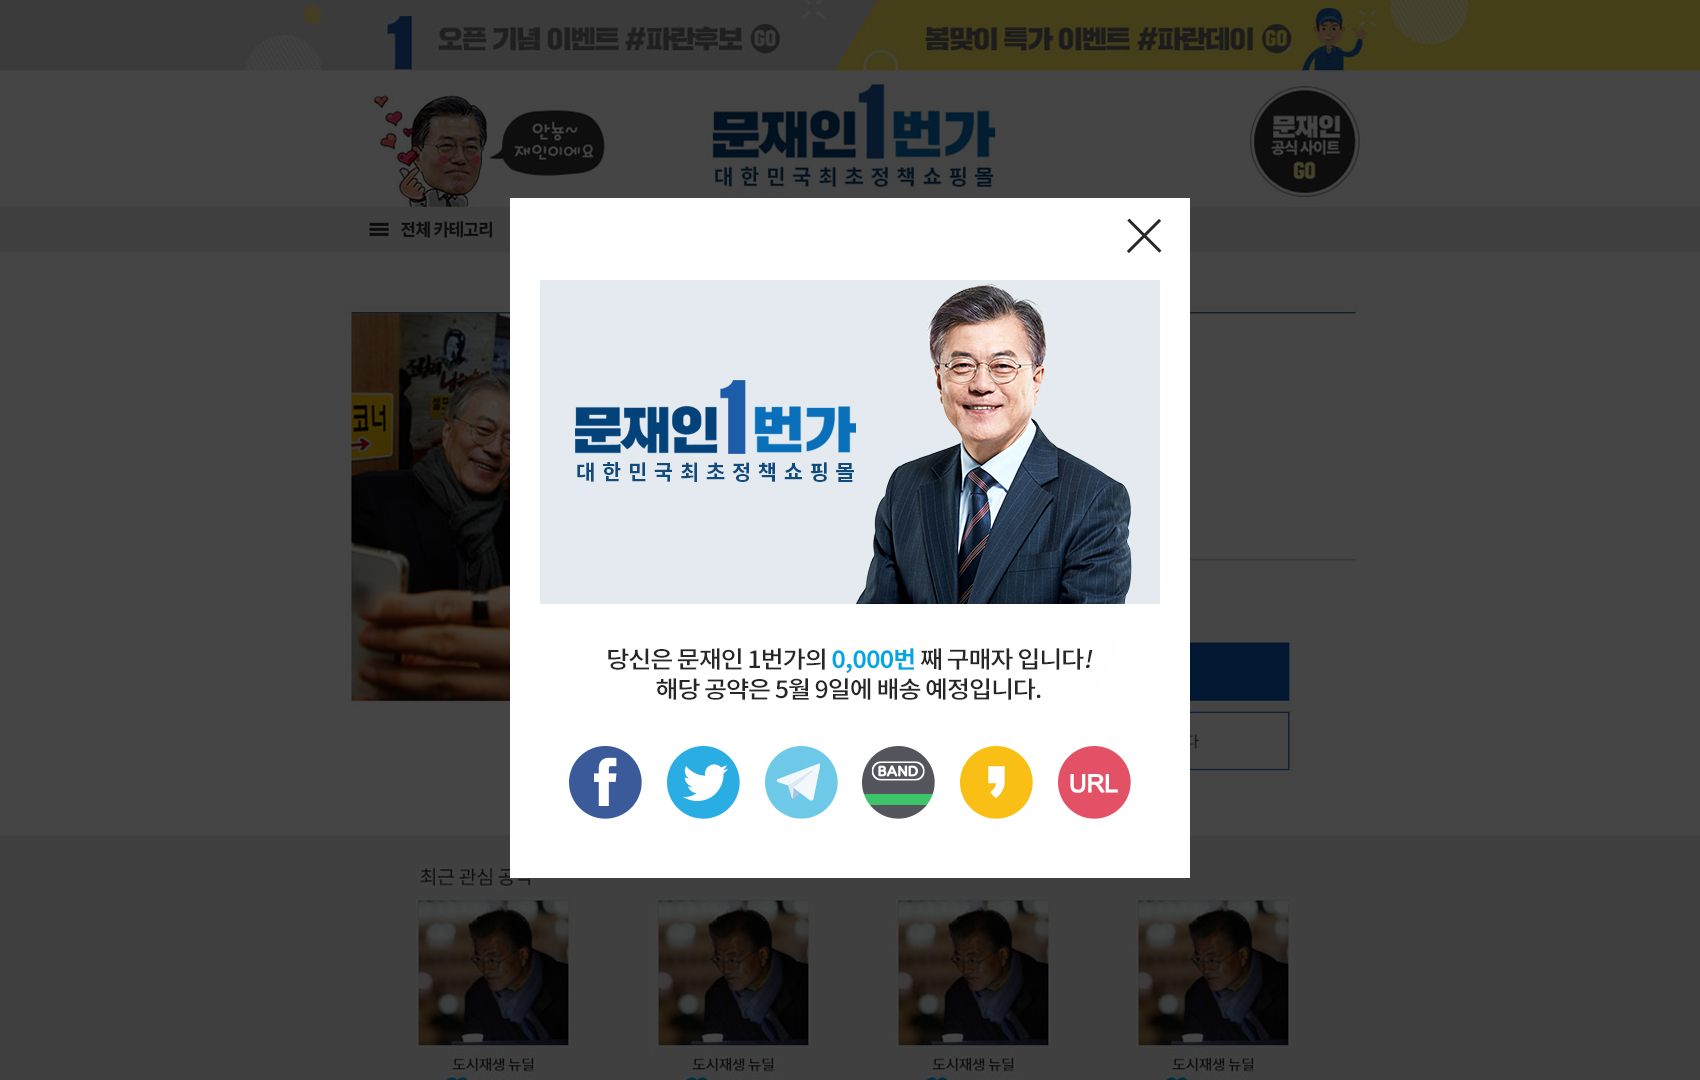 1 오픈 기념 이벤트 #파란후보 GO
봄맞이 특가 이벤트 #파란데이 GO
안뇽~
재인이에요
문재인1번가
대한민국최초정책쇼핑몰
문재인
공식 사이트
GO
전체 카테고리
코너
문재인1번가
대한민국최초정책쇼핑몰
당신은 문재인 1번가의 0,000번 째 구매자 입니다!
해당 공약은 5월 9일에 배송 예정입니다.
BAND
URL
다
최근 관심
도시재생 뉴딜
도시재생 뉴딜
도시재생 뉴딜
도시재생 뉴딜